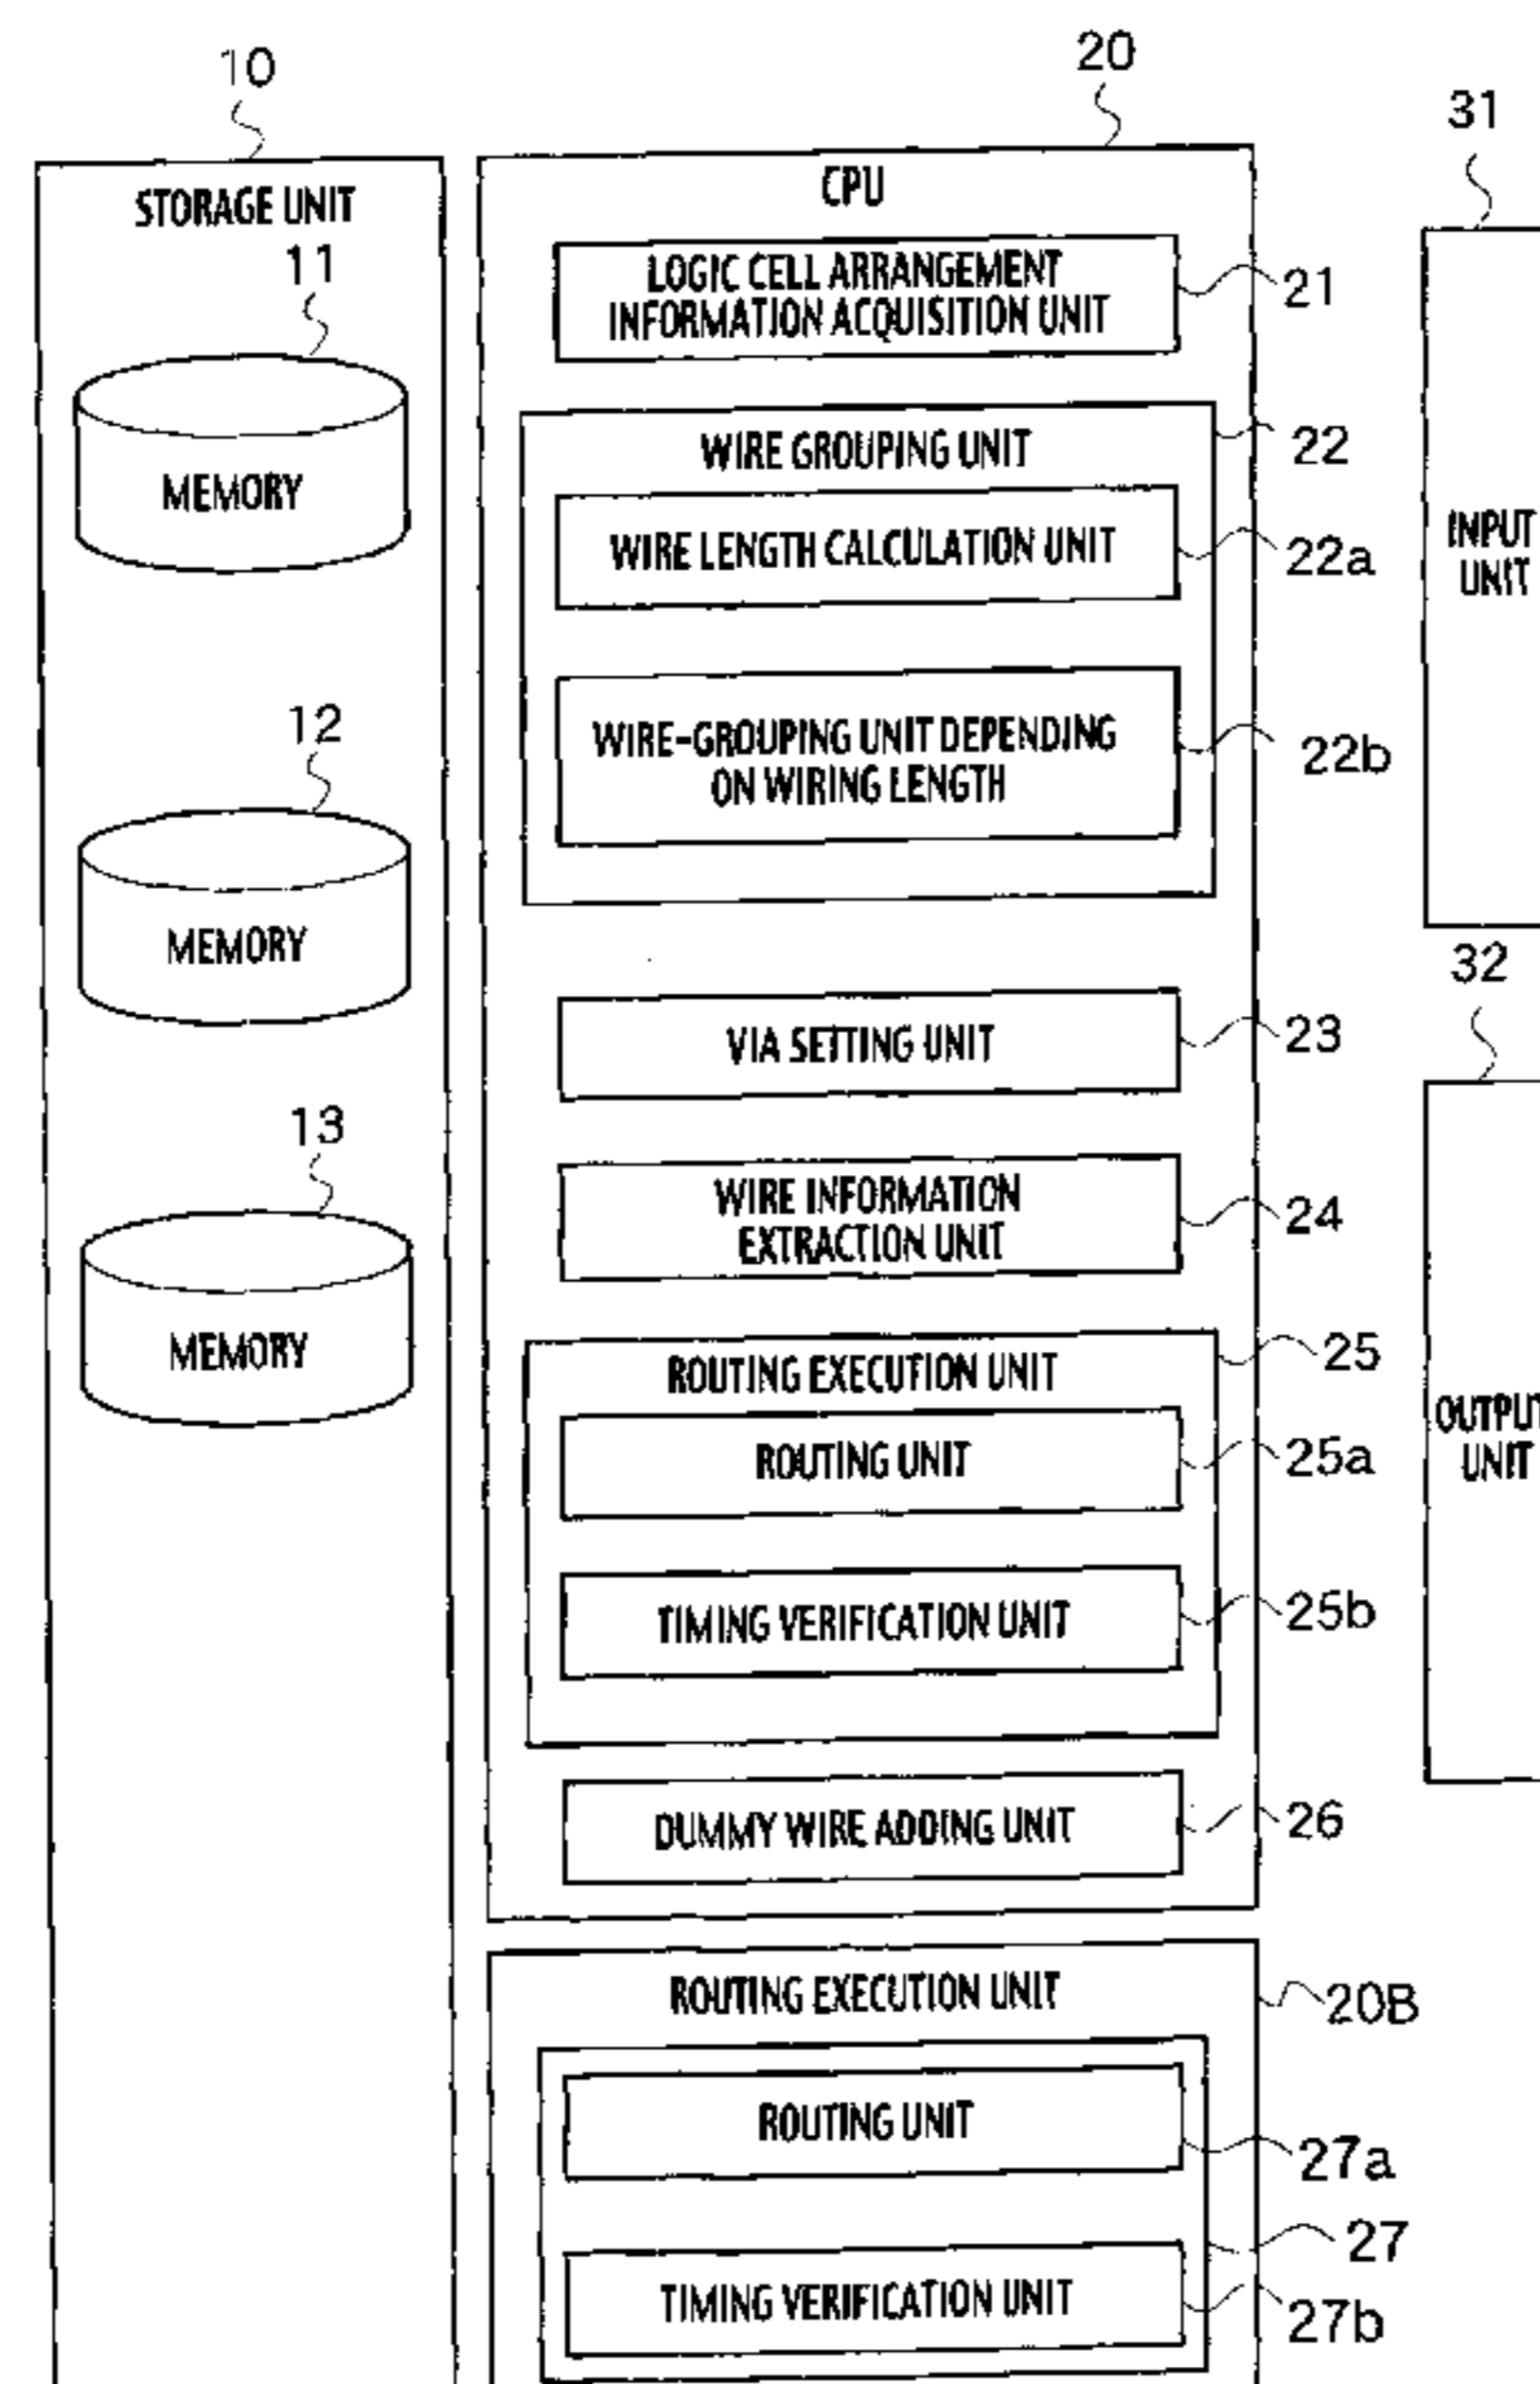 10
STORAGE UNIT
11
MEMORY
12
MEMORY
13
MEMORY
20
CPU
LOGIC CELL ARRANGEMENT
INFORMATION ACQUISITION UNIT
21
WIRE GROUPING UNIT
22
WIRE LENGTH CALCULATION UNIT
22a
WIRE-GROUPING UNIT DEPENDING
ON WIRING LENGTH
22b
VIA SETTING UNIT
23
WIRE INFORMATION
EXTRACTION UNIT
24
ROUTING EXECUTION UNIT
25
ROUTING UNIT
25a
TIMING VERIFICATION UNIT
25b
DUMMY WIRE ADDING UNIT
26
ROUTING EXECUTION UNIT
20B
ROUTING UNIT
27a
27
TIMING VERIFICATION UNIT
27b
31
INPUT
UNIT
32
OUTPUT
UNIT